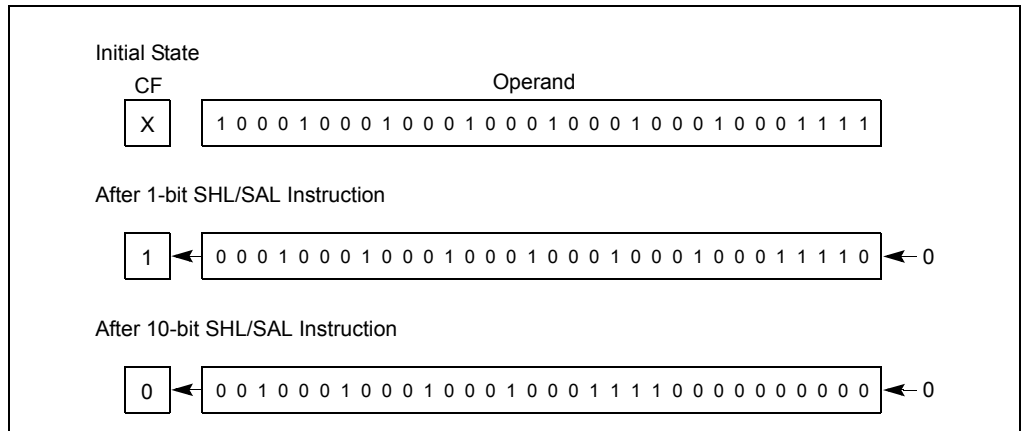 Initial State
CF Operand
X 1 0 0 0 1 0 0 0 1 0 0 0 1 0 0 0 1 0 0 0 1 0 0 0 1 0 0 0 1 1 1 1
After 1-bit SHL/SAL Instruction
1 0 0 0 1 0 0 0 1 0 0 0 1 0 0 0 1 0 0 0 1 0 0 0 1 0 0 0 1 1 1 1 0 0
After 10-bit SHL/SAL Instruction
0 0 0 1 0 0 0 1 0 0 0 1 0 0 0 1 0 0 0 1 1 1 1 0 0 0 0 0 0 0 0 0 0 0